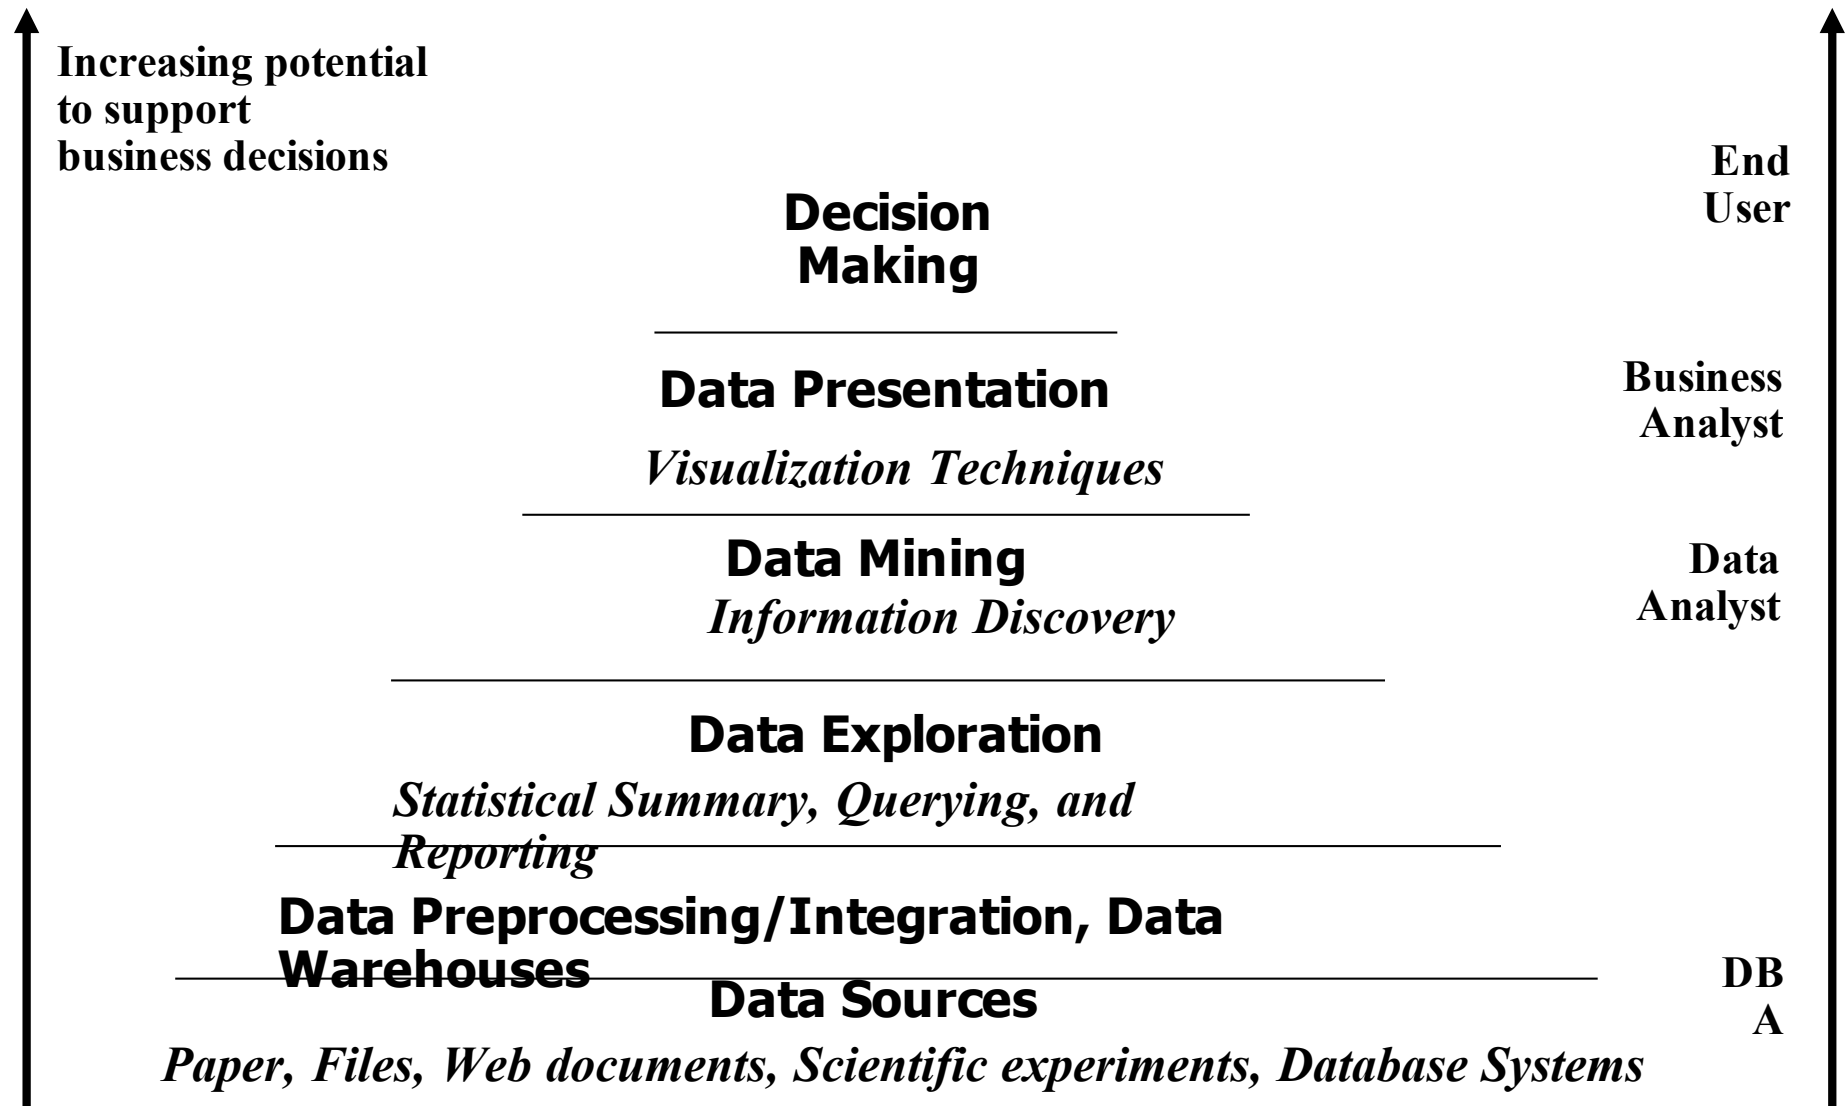 Increasing potential
to support
business decisions
End
User
Decision
Making
Data Presentation
Business
Analyst
Visualization Techniques
Data Mining
Data
Analyst
Information Discovery
Data Exploration
Statistical Summary, Querying, and
Reporting
Data Preprocessing/Integration, Data
Warehouses
DB
A
Data Sources
Paper, Files, Web documents, Scientific experiments, Database Systems